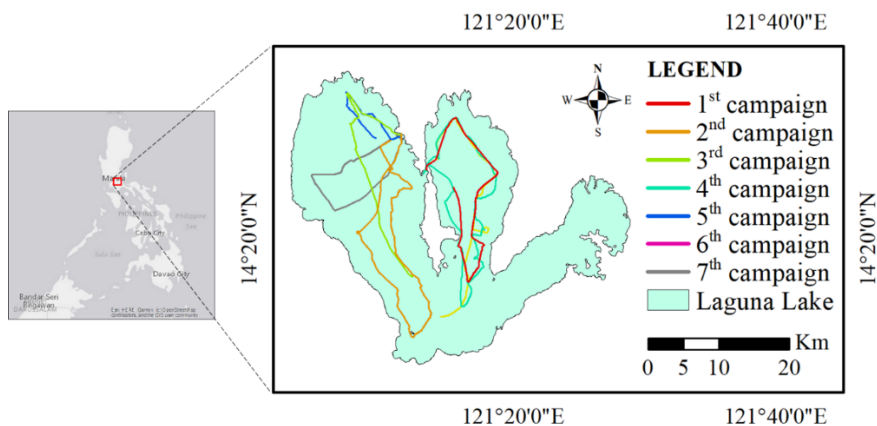 121°20'0"E 121°40'0"E
N
W E
S
LEGEND
1st campaign
2nd campaign
3rd campaign
4th campaign
5th campaign
6th campaign
7th campaign
Laguna Lake
Km
0 5 10 20
14°20'0"N
14°20'0"N
121°20'0"E 121°40'0"E
PHILIPPINES
Philippine
Sea
Cebu City
Sulu Sea
Davao City
Bandar Seri
Begawan